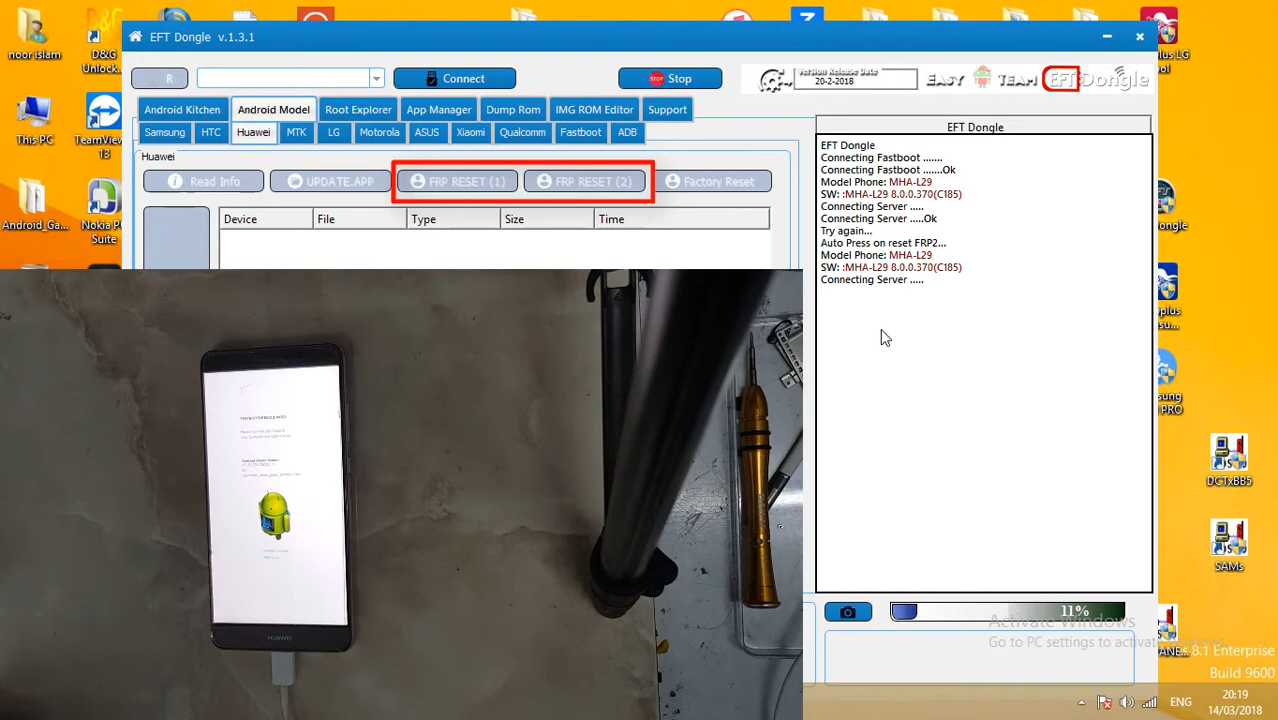 noor islam
D&G
Unlock...
This PC
TeamView
13
Android_Ga...
Nokia PC
Suite
EFT Dongle v.1.3.1
R
Connect
STOP
Stop
Version Release Date
20-2-2018
EASY TEAM EFT Dongle
Android Kitchen
Android Model
Root Explorer
App Manager
Dump Rom
IMG ROM Editor
Support
Samsung
HTC
Huawei
MTK
LG
Motorola
ASUS
Xiaomi
Qualcomm
Fastboot
ADB
Huawei
Read Info
UPDATE.APP
FRP RESET (1)
FRP RESET (2)
Factory Reset
Device
File
Type
Size
Time
EFT Dongle
EFT Dongle
Connecting Fastboot .......
Connecting Fastboot .......Ok
Model Phone: MHA-L29
SW: :MHA-L29 8.0.0.370(C185)
Connecting Server .....
Connecting Server .....Ok
Try again...
Auto Press on reset FRP2...
Model Phone: MHA-L29
SW: :MHA-L29 8.0.0.370(C185)
Connecting Server .....
11%
HUAWEI
plus LG
ool
DCTxBB5
SAMs
Activate Windows
Go to PC settings to activate
s 8.1 Enterprise
Build 9600
ENG
20:19
14/03/2018